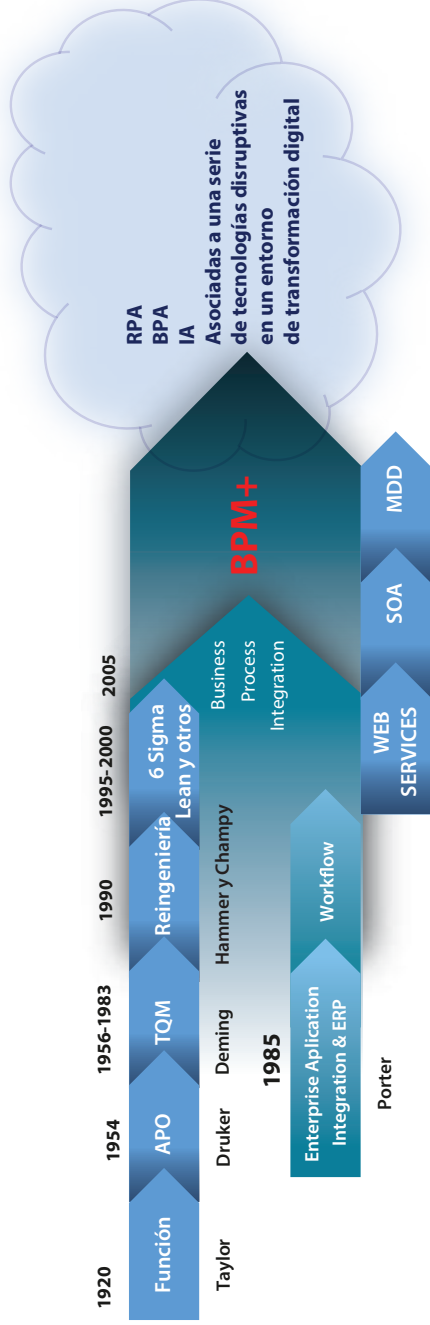 1920
1954
1956-1983
1990
1995-2000
2005
Función
APO
TQM
Reingeniería
6 Sigma
Lean y otros
Taylor
Druker
Deming
Hammer y Champy
1985
Enterprise Aplication
Integration & ERP
Workflow
Porter
Business
Process
Integration
BPM+
WEB
SERVICES
SOA
MDD
RPA
BPA
IA
Asociadas a una serie
de tecnologías disruptivas
en un entorno
de transformación digital